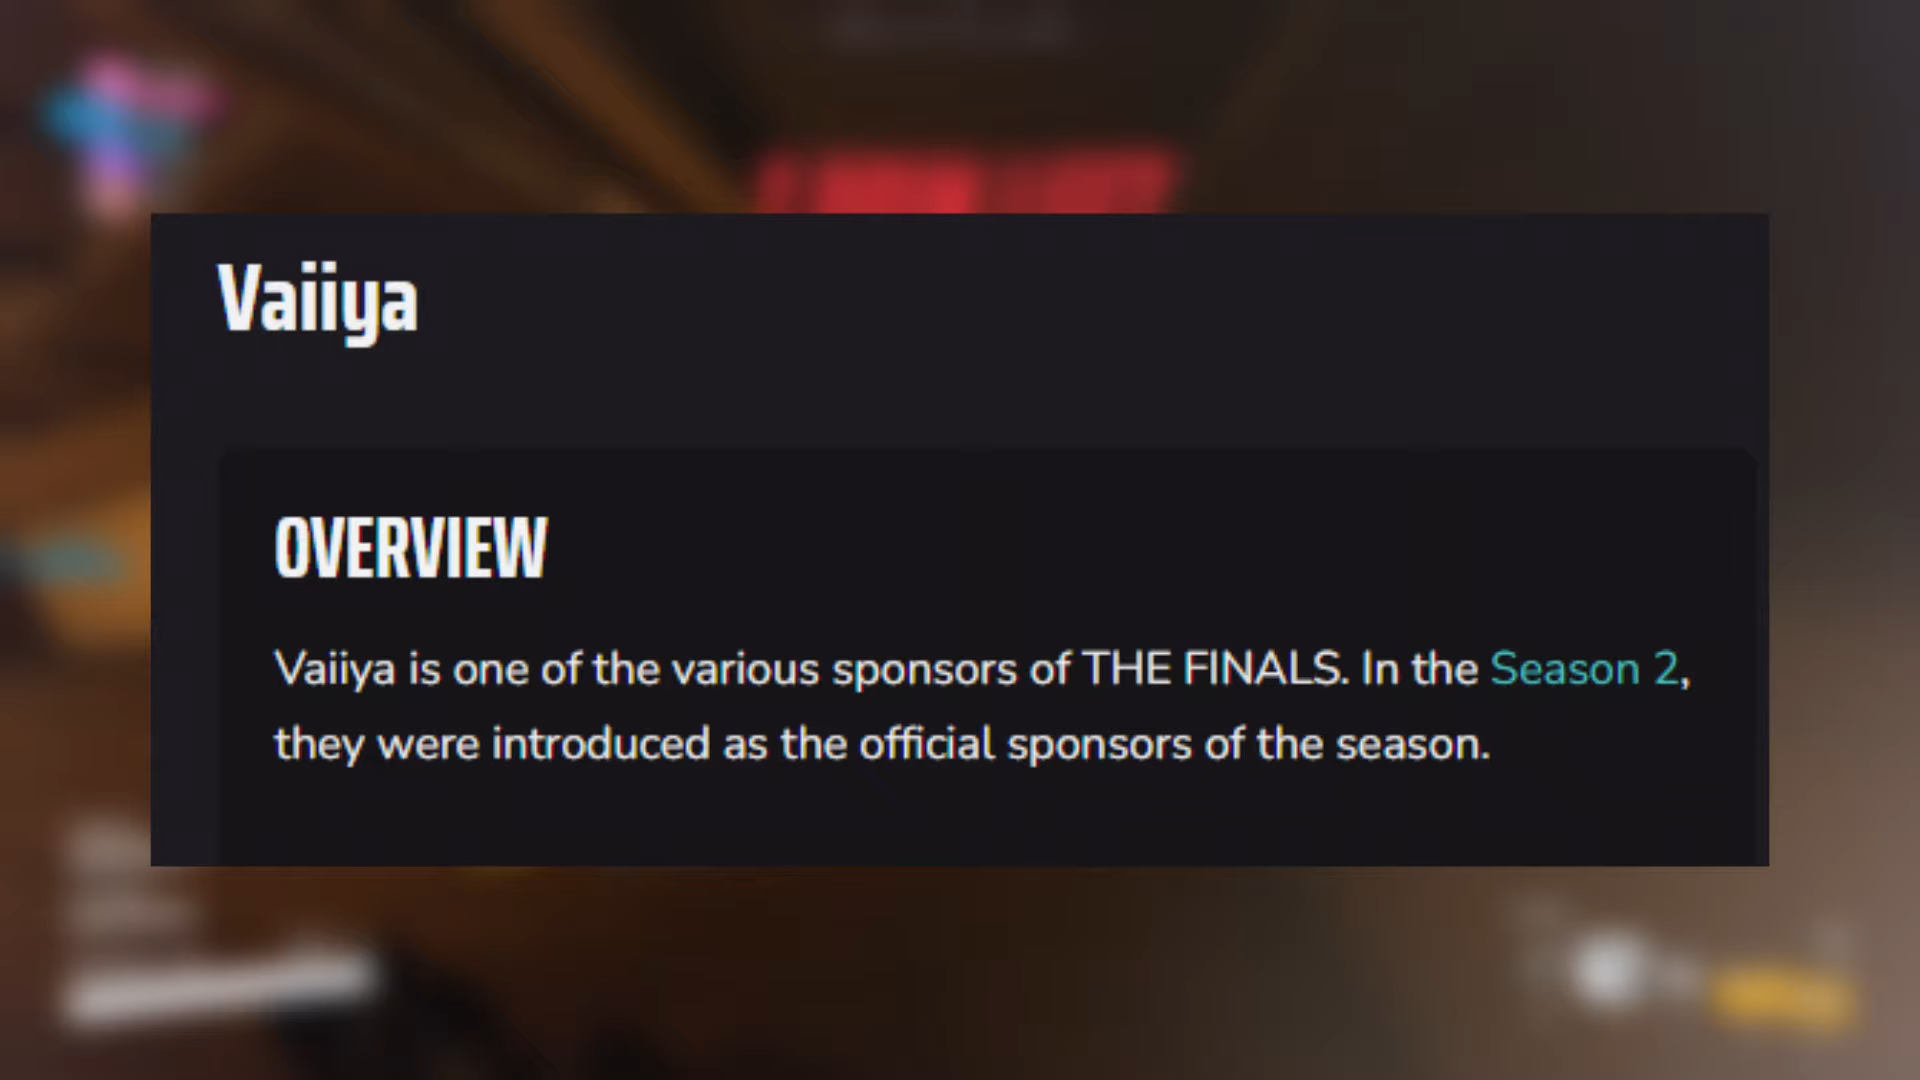 Vaiiya
OVERVIEW
Vaiiya is one of the various sponsors of THE FINALS. In the Season 2,
they were introduced as the official sponsors of the season.